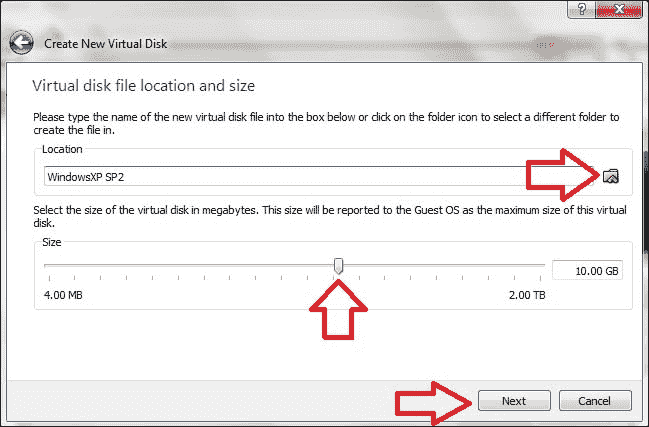 ?
Create New Virtual Disk
Virtual disk file location and size
Please type the name of the new virtual disk file into the box below or click on the folder icon to select a different folder to
create the file in.
Location
WindowsXP SP2
Select the size of the virtual disk in megabytes. This size will be reported to the Guest OS as the maximum size of this virtual
disk.
Size
10.00 GB
4.00 MB 2.00 TB
Next Cancel